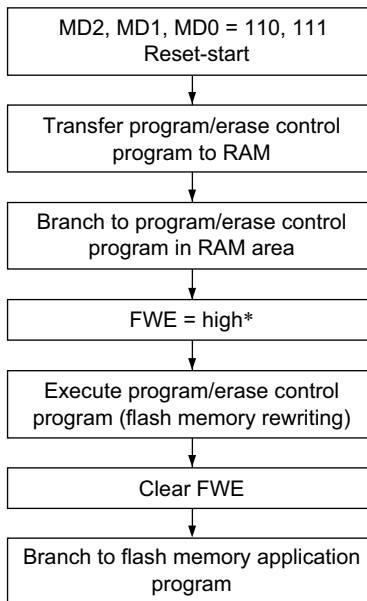 MD2, MD1, MD0 = 110, 111
Reset-start
Transfer program/erase control
program to RAM
Branch to program/erase control
program in RAM area
FWE = high*
Execute program/erase control
program (flash memory rewriting)
Clear FWE
Branch to flash memory application
program